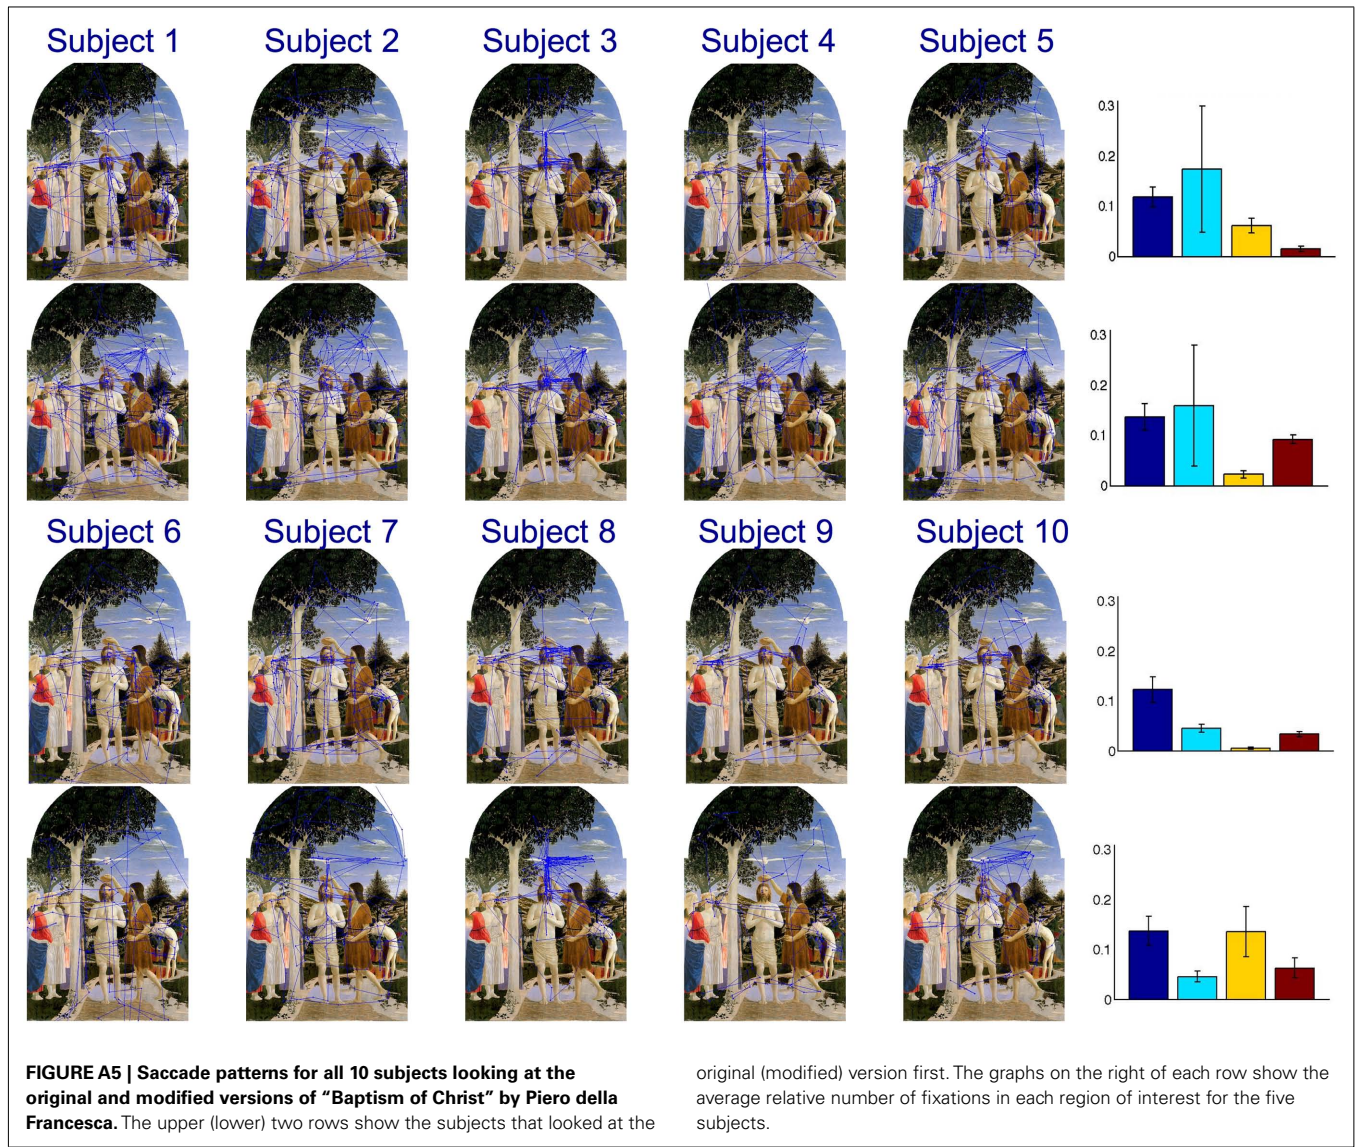 Subject 1 Subject 2 Subject 3 Subject 4 Subject 5
0.3
0.2
0.1
0
0.3
0.2
0.1
0
Subject 6 Subject 7 Subject 8 Subject 9 Subject 10
0.3
0.2
0.1
0
0.3
0.2
0.1
0
FIGURE A5 | Saccade patterns for all 10 subjects looking at the
original and modified versions of “Baptism of Christ” by Piero della
Francesca. The upper (lower) two rows show the subjects that looked at the
original (modified) version first. The graphs on the right of each row show the
average relative number of fixations in each region of interest for the five
subjects.